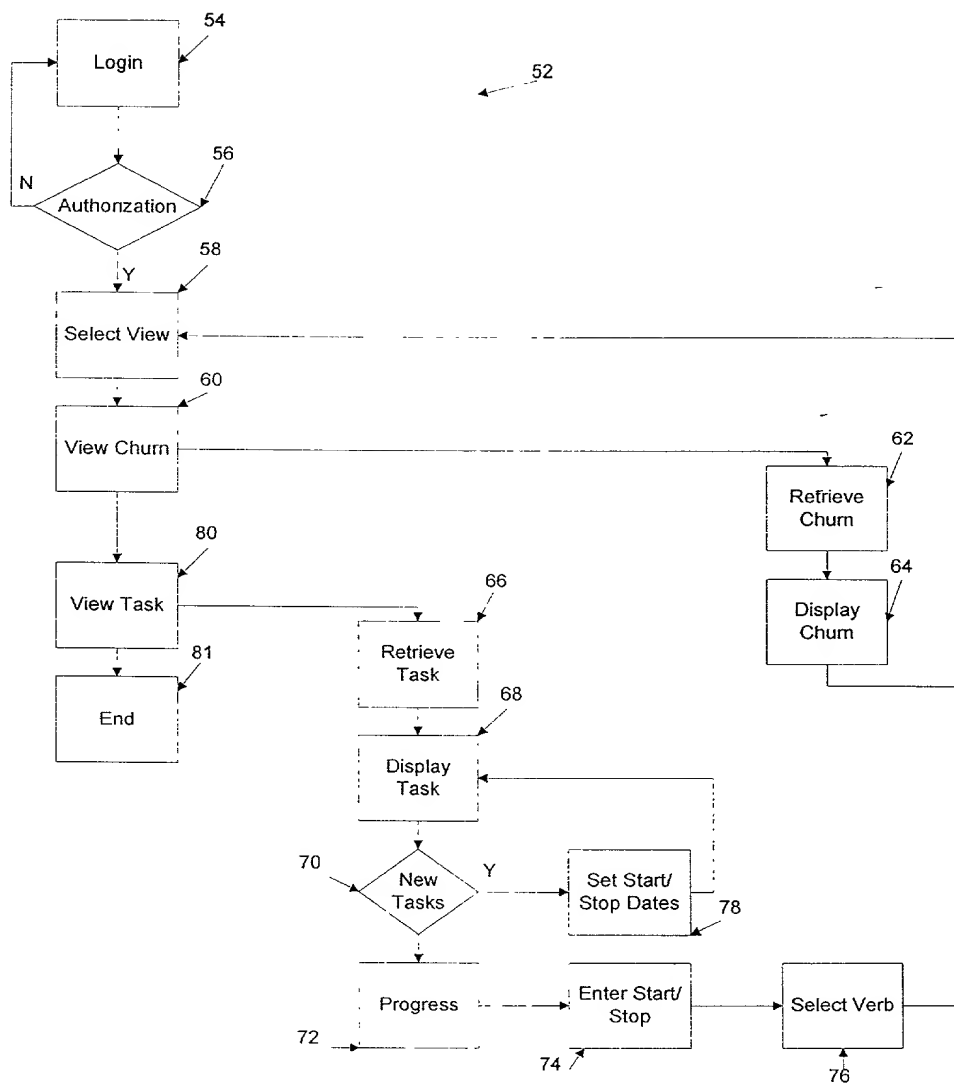 54
Login
52
56
N
Authorization
58
Y
Select View
60
View Churn
62
Retrieve
Churn
80
64
66
View Task
Display
Churn
81
Retrieve
Task
68
End
Display
Task
70
Y
New
Tasks
Set Start/
Stop Dates
78
Progress
Enter Start/
Stop
Select Verb
72
74
76